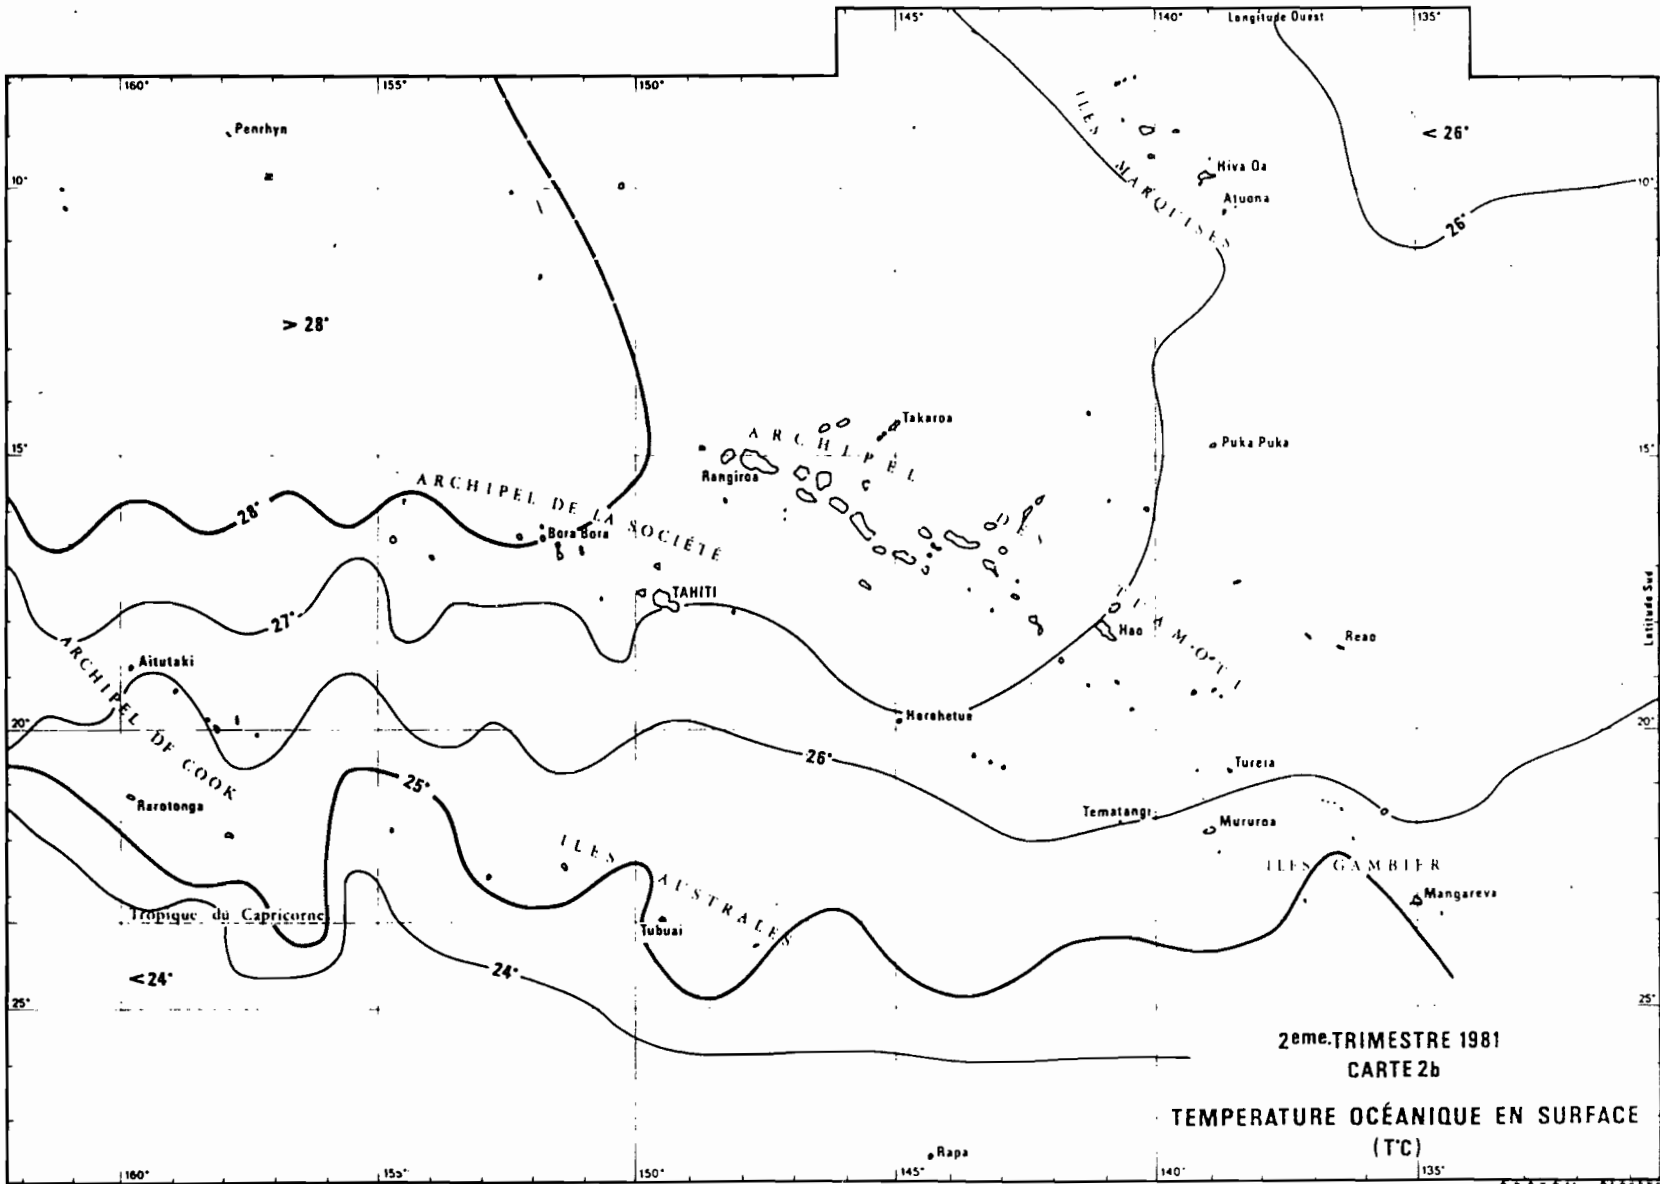 145° 140° Longitude Ouest 135°
160° 155° 150°
Penrhyn
ILES MARQUISES
< 26°
Hiva Oa
10° 10°
Atuona
26°
> 28°
Takaroa
ARCHIPEL DES TUAMOTU
Puka Puka
15° 15°
Rangiroa
ARCHIPEL DE LA SOCIÉTÉ
28°
Bora Bora
TAHITI
Latitude Sud
27°
Hao
Reao
ARCHIPEL DE COOK
Aitutaki
20° 20°
26°
Tureia
25°
Rarotonga
Tematangi
Mururoa
ILES AUSTRALES
ILES GAMBIER
Mangareva
Tropique du Capricorne
Tubuai
< 24°
24°
25° 25°
2eme.TRIMESTRE 1981
CARTE 2b
TEMPERATURE OCÉANIQUE EN SURFACE
(T°C)
Rapa
160° 155° 150° 145° 140° 135°